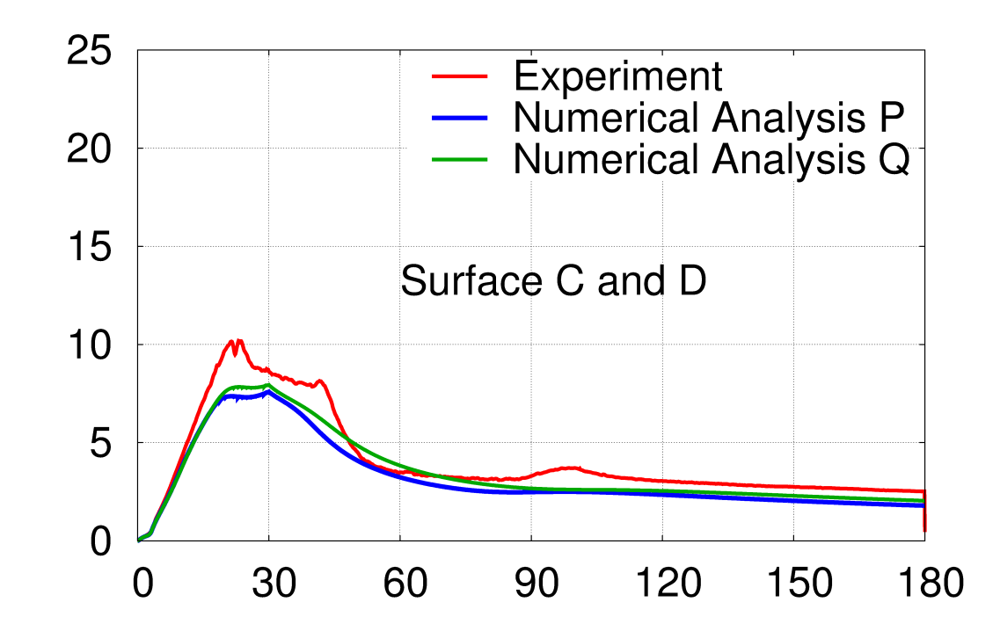 25
Experiment
Numerical Analysis P
20
Numerical Analysis Q
15
Surface C and D
10
5
0
0 30 60 90 120 150 180